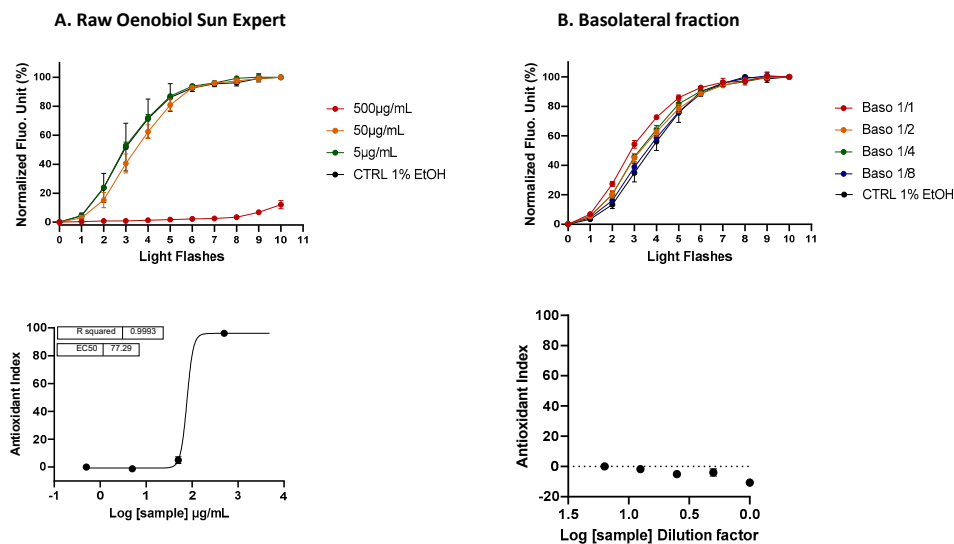 A. Raw Oenobiol Sun Expert
Normalized Fluo. Unit (%)
100
80
60
40
20
0
0 1 2 3 4 5 6 7 8 9 10 11
Light Flashes
500µg/mL
50µg/mL
5µg/mL
CTRL 1% EtOH
B. Basolateral fraction
Normalized Fluo. Unit (%)
100
80
60
40
20
0
0 1 2 3 4 5 6 7 8 9 10 11
Light Flashes
Baso 1/1
Baso 1/2
Baso 1/4
Baso 1/8
CTRL 1% EtOH
Antioxidant Index
100
80
60
40
20
0
R squared 0.9993
EC50 77.29
-1 0 1 2 3 4
Log [sample] µg/mL
Antioxidant Index
100
80
60
40
20
0
-20
1.5 1.0 0.5 0.0
Log [sample] Dilution factor